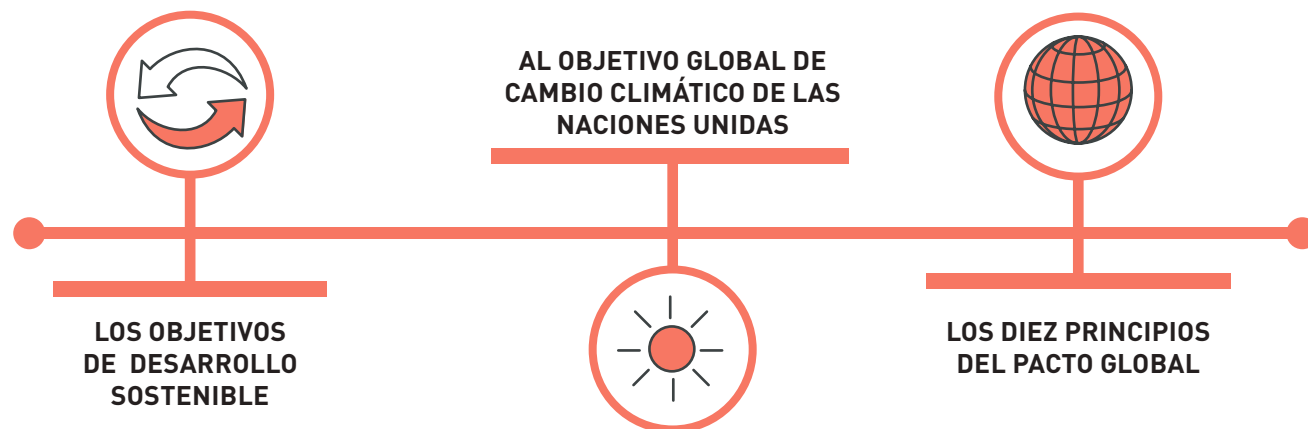 LOS OBJETIVOS
DE DESARROLLO
SOSTENIBLE
AL OBJETIVO GLOBAL DE
CAMBIO CLIMÁTICO DE LAS
NACIONES UNIDAS
LOS DIEZ PRINCIPIOS
DEL PACTO GLOBAL